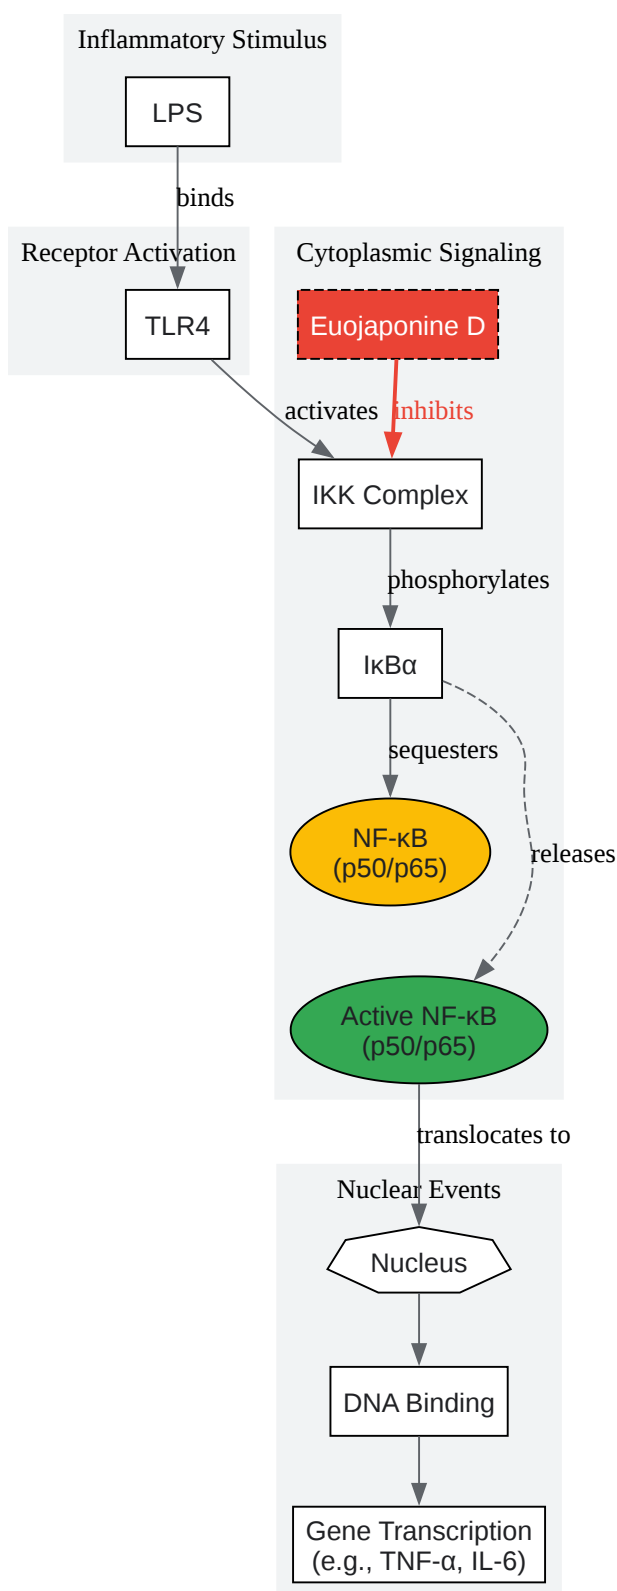 Inflammatory Stimulus
LPS
binds
Receptor Activation
TLR4
Cytoplasmic Signaling
Euojaponine D
activates
inhibits
IKK Complex
phosphorylates
IκBα
sequesters
NF-κB
(p50/p65)
releases
Active NF-κB
(p50/p65)
translocates to
Nuclear Events
Nucleus
DNA Binding
Gene Transcription
(e.g., TNF-α, IL-6)